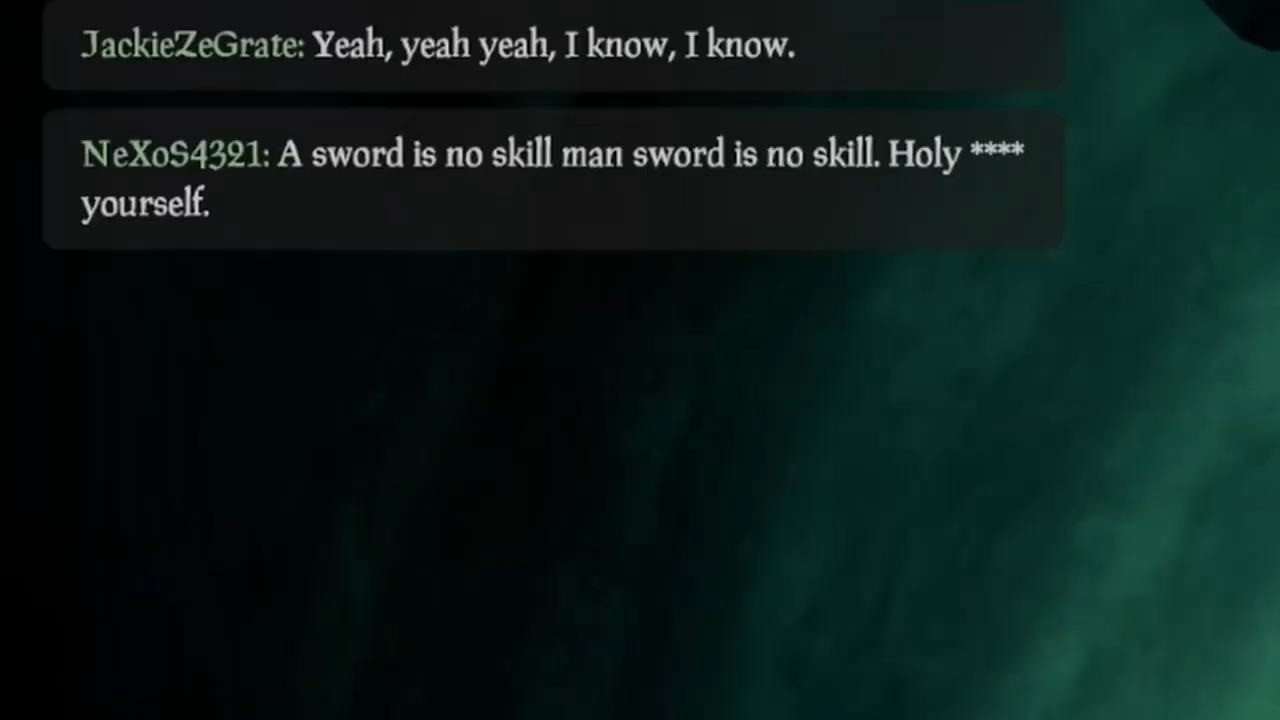 JackieZeGrate: Yeah, yeah yeah, I know, I know.
NeXoS4321: A sword is no skill man sword is no skill. Holy ****
yourself.